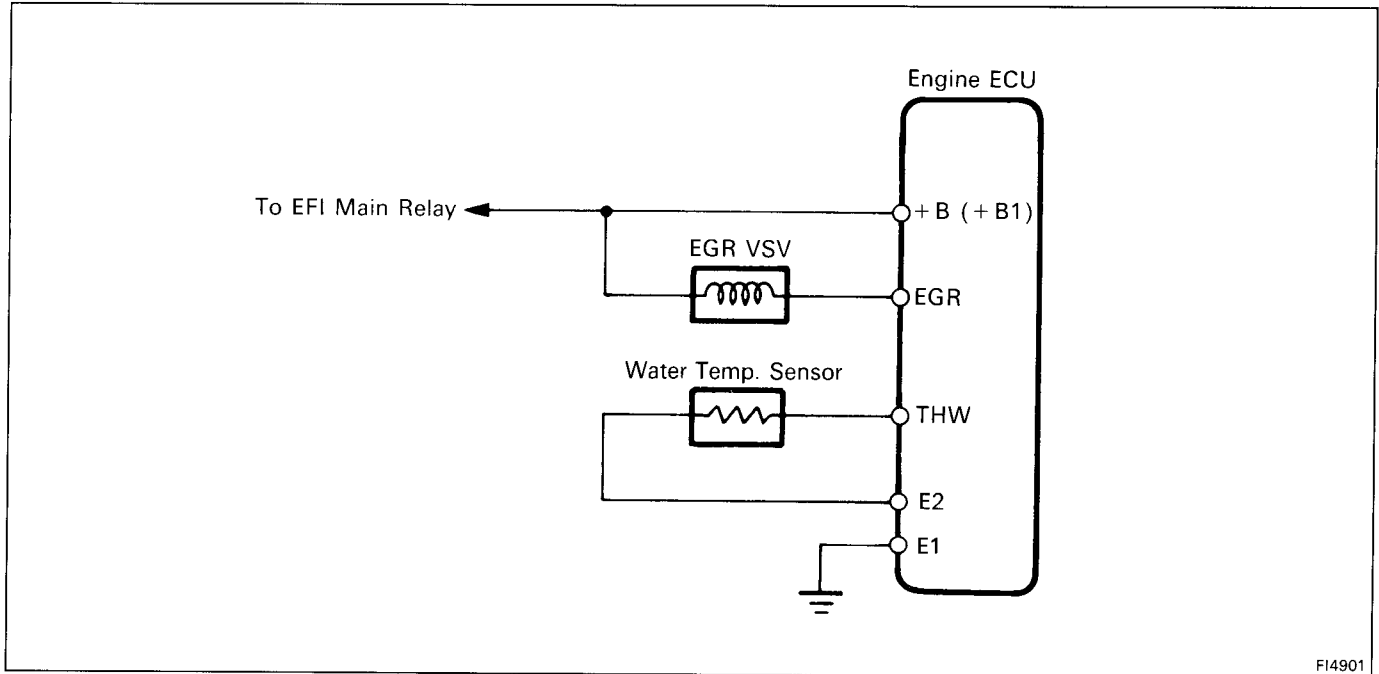 Engine ECU
To EFI Main Relay
+B (+B1)
EGR VSV
EGR
Water Temp. Sensor
THW
E2
E1
FI4901